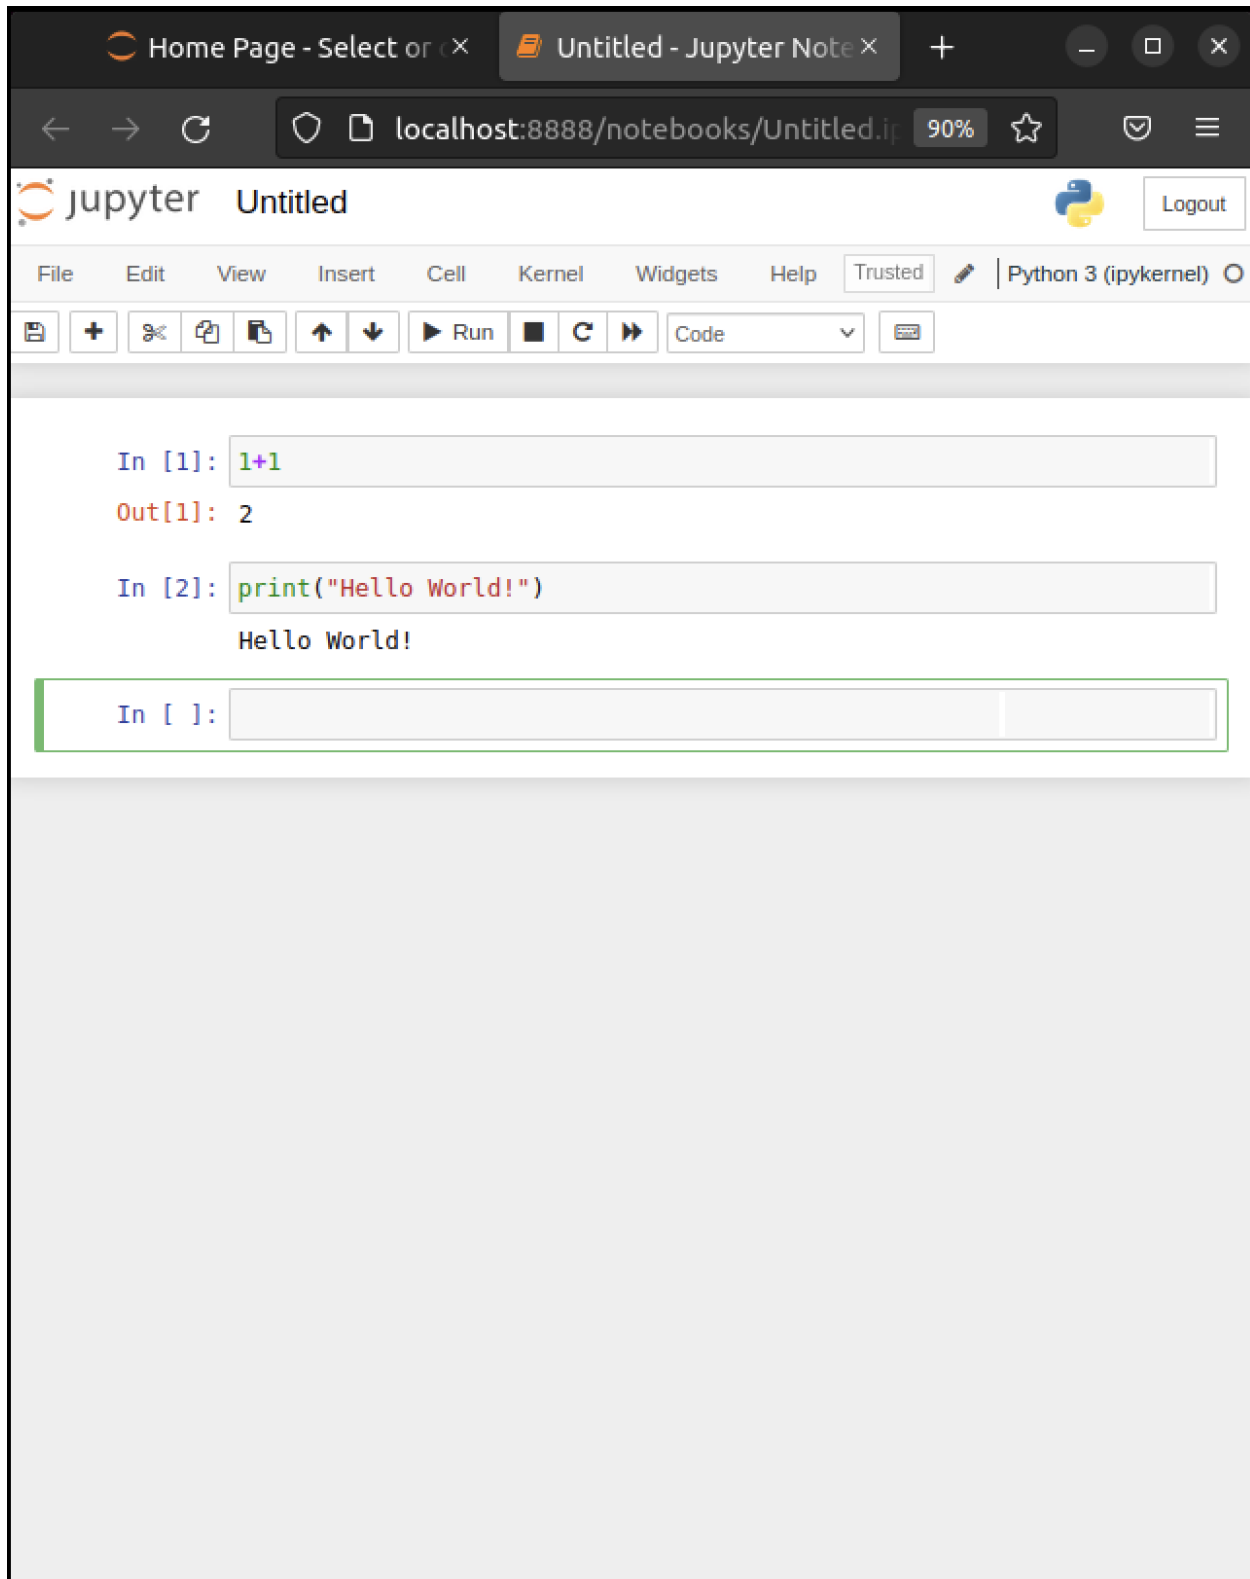 Home Page - Select or
Untitled - Jupyter Note
localhost:8888/notebooks/Untitled.i
90%
jupyter Untitled
Logout
File Edit View Insert Cell Kernel Widgets Help Trusted Python 3 (ipykernel)
Run Code
In [1]: 1+1
Out[1]: 2
In [2]: print("Hello World!")
Hello World!
In [ ]: